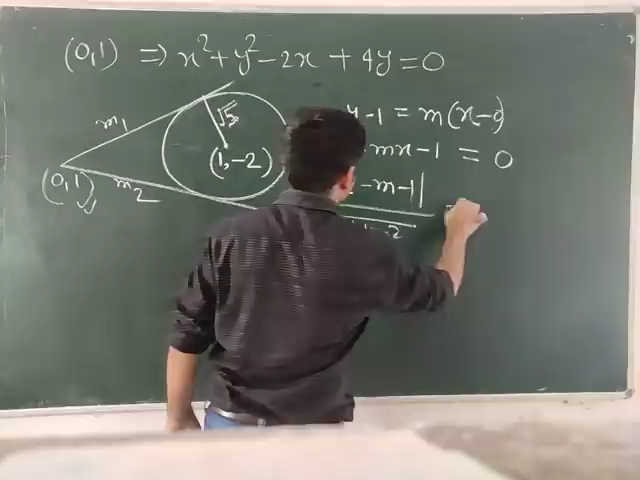 (0,1) ⇒ x²+y²-2x + 4y=0
m₁
√5
(1,-2)
(0,1)
m₂
y-1 = m(x-0)
mx-1 = 0
-m-1|